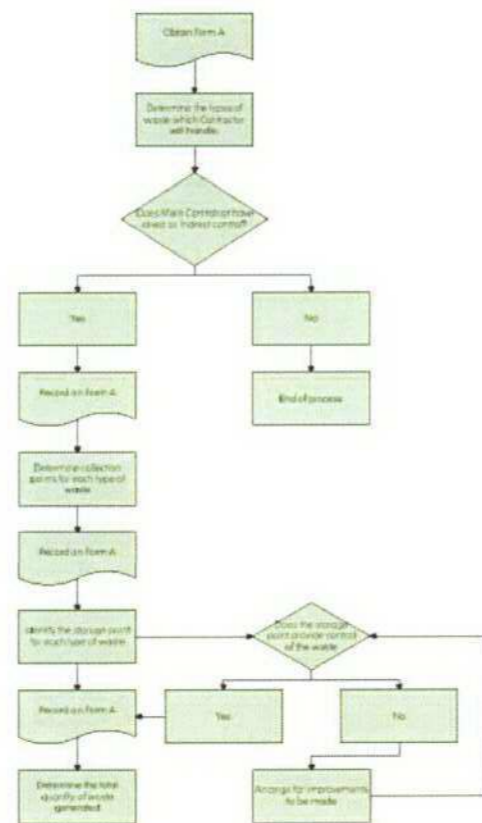 Obtain Form A
Determine the types of
waste which Contractor
will handle.
Does Main Contractor have
direct or indirect control?
Yes
No
Record on Form A
End of process
Determine collection
points for each type of
waste
Record on Form A
Identify the storage point
for each type of waste
Does the storage
point provide control
of the waste
Record on Form A
Yes
No
Determine the total
quantity of waste
generated
Arrange for improvements
to be made